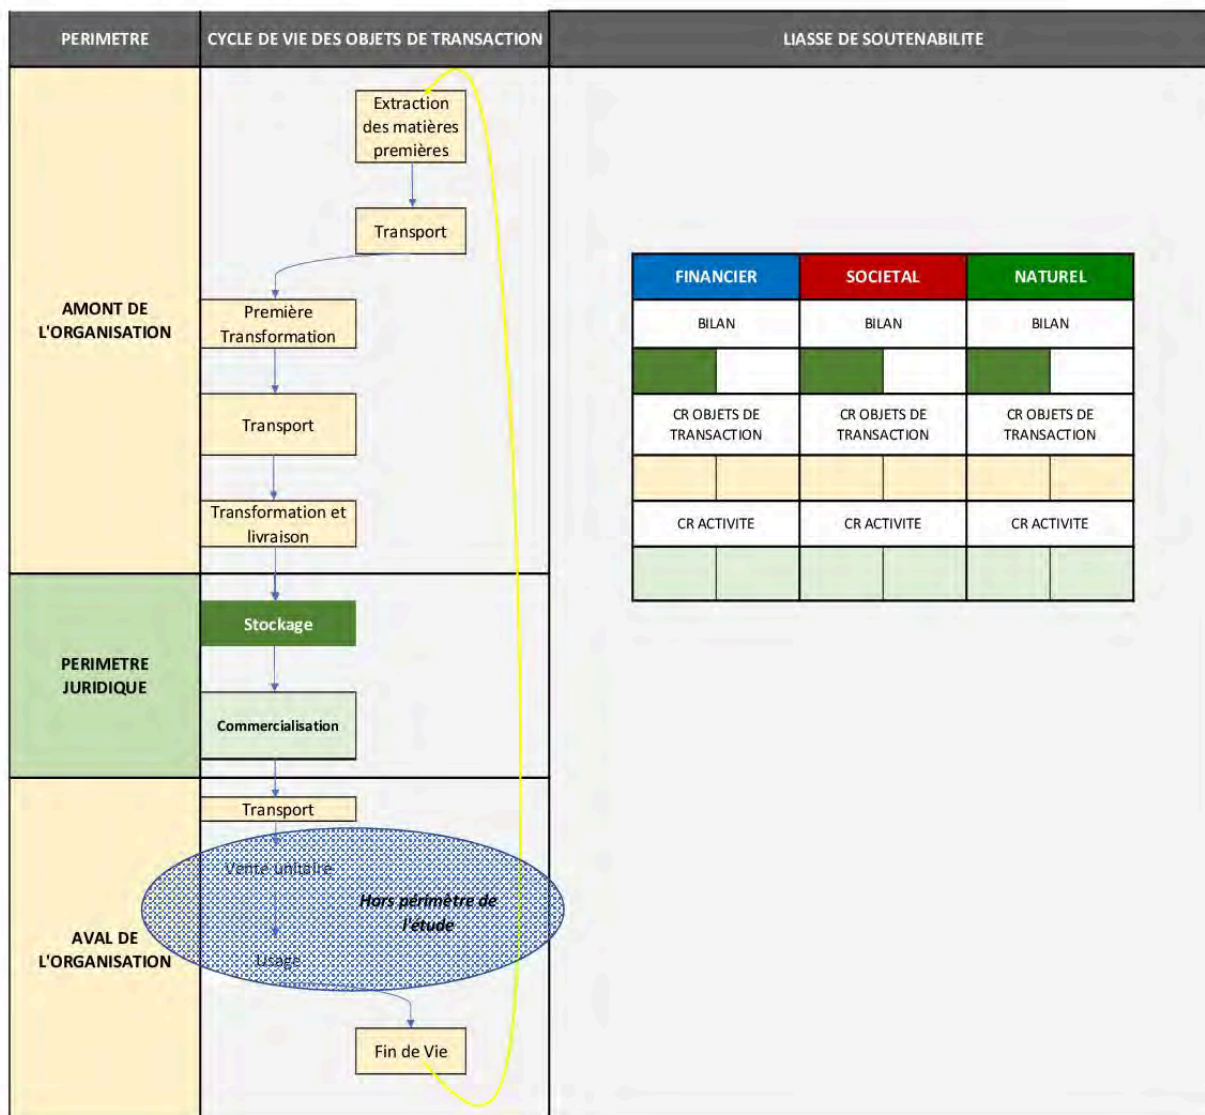 PERIMETRE
CYCLE DE VIE DES OBJETS DE TRANSACTION
LIASSE DE SOUTENABILITE
AMONT DE
L'ORGANISATION
Extraction
des matières
premières
Transport
Première
Transformation
Transport
Transformation et
livraison
FINANCIER
SOCIETAL
NATUREL
BILAN
BILAN
BILAN
CR OBJETS DE
TRANSACTION
CR OBJETS DE
TRANSACTION
CR OBJETS DE
TRANSACTION
CR ACTIVITE
CR ACTIVITE
CR ACTIVITE
PERIMETRE
JURIDIQUE
Stockage
Commercialisation
AVAL DE
L'ORGANISATION
Transport
Vente unitaire
Hors périmètre de
l'étude
Usage
Fin de Vie